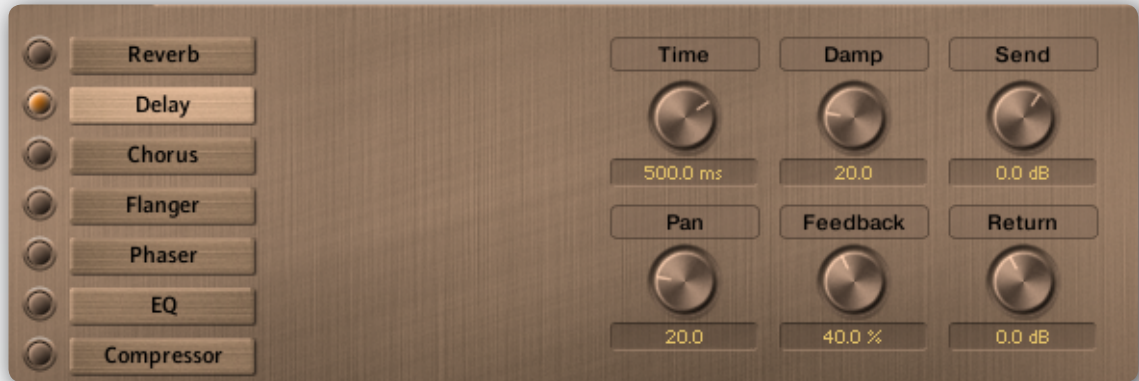 Reverb
Delay
Chorus
Flanger
Phaser
EQ
Compressor
Time Damp Send
500.0 ms 20.0 0.0 dB
Pan Feedback Return
20.0 40.0 % 0.0 dB